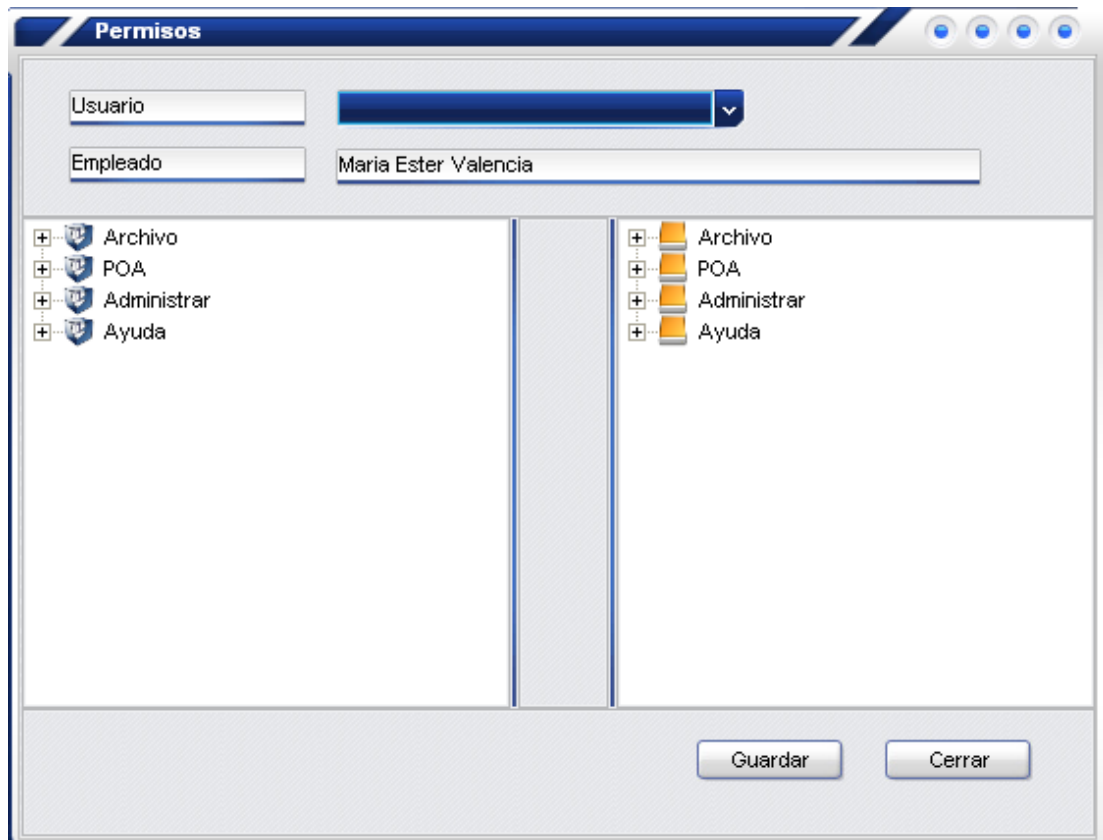 Permisos
Usuario
Empleado Maria Ester Valencia
Archivo Archivo
POA POA
Administrar Administrar
Ayuda Ayuda
Guardar Cerrar